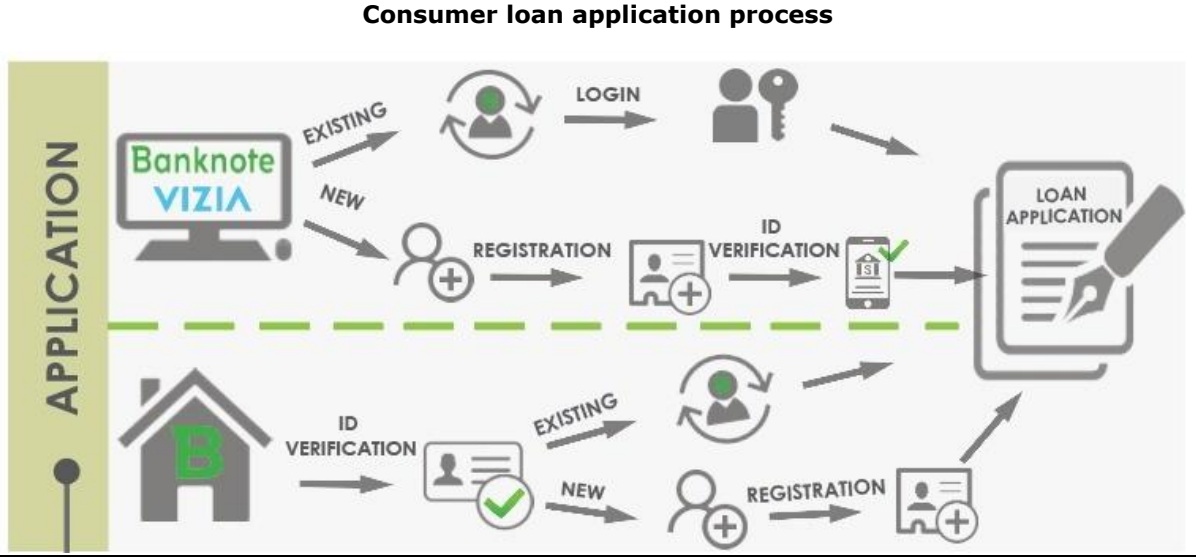 Consumer loan application process
APPLICATION
Banknote
VIZIA
EXISTING
LOGIN
NEW
REGISTRATION
ID
VERIFICATION
$
LOAN
APPLICATION
B
ID
VERIFICATION
EXISTING
NEW
REGISTRATION